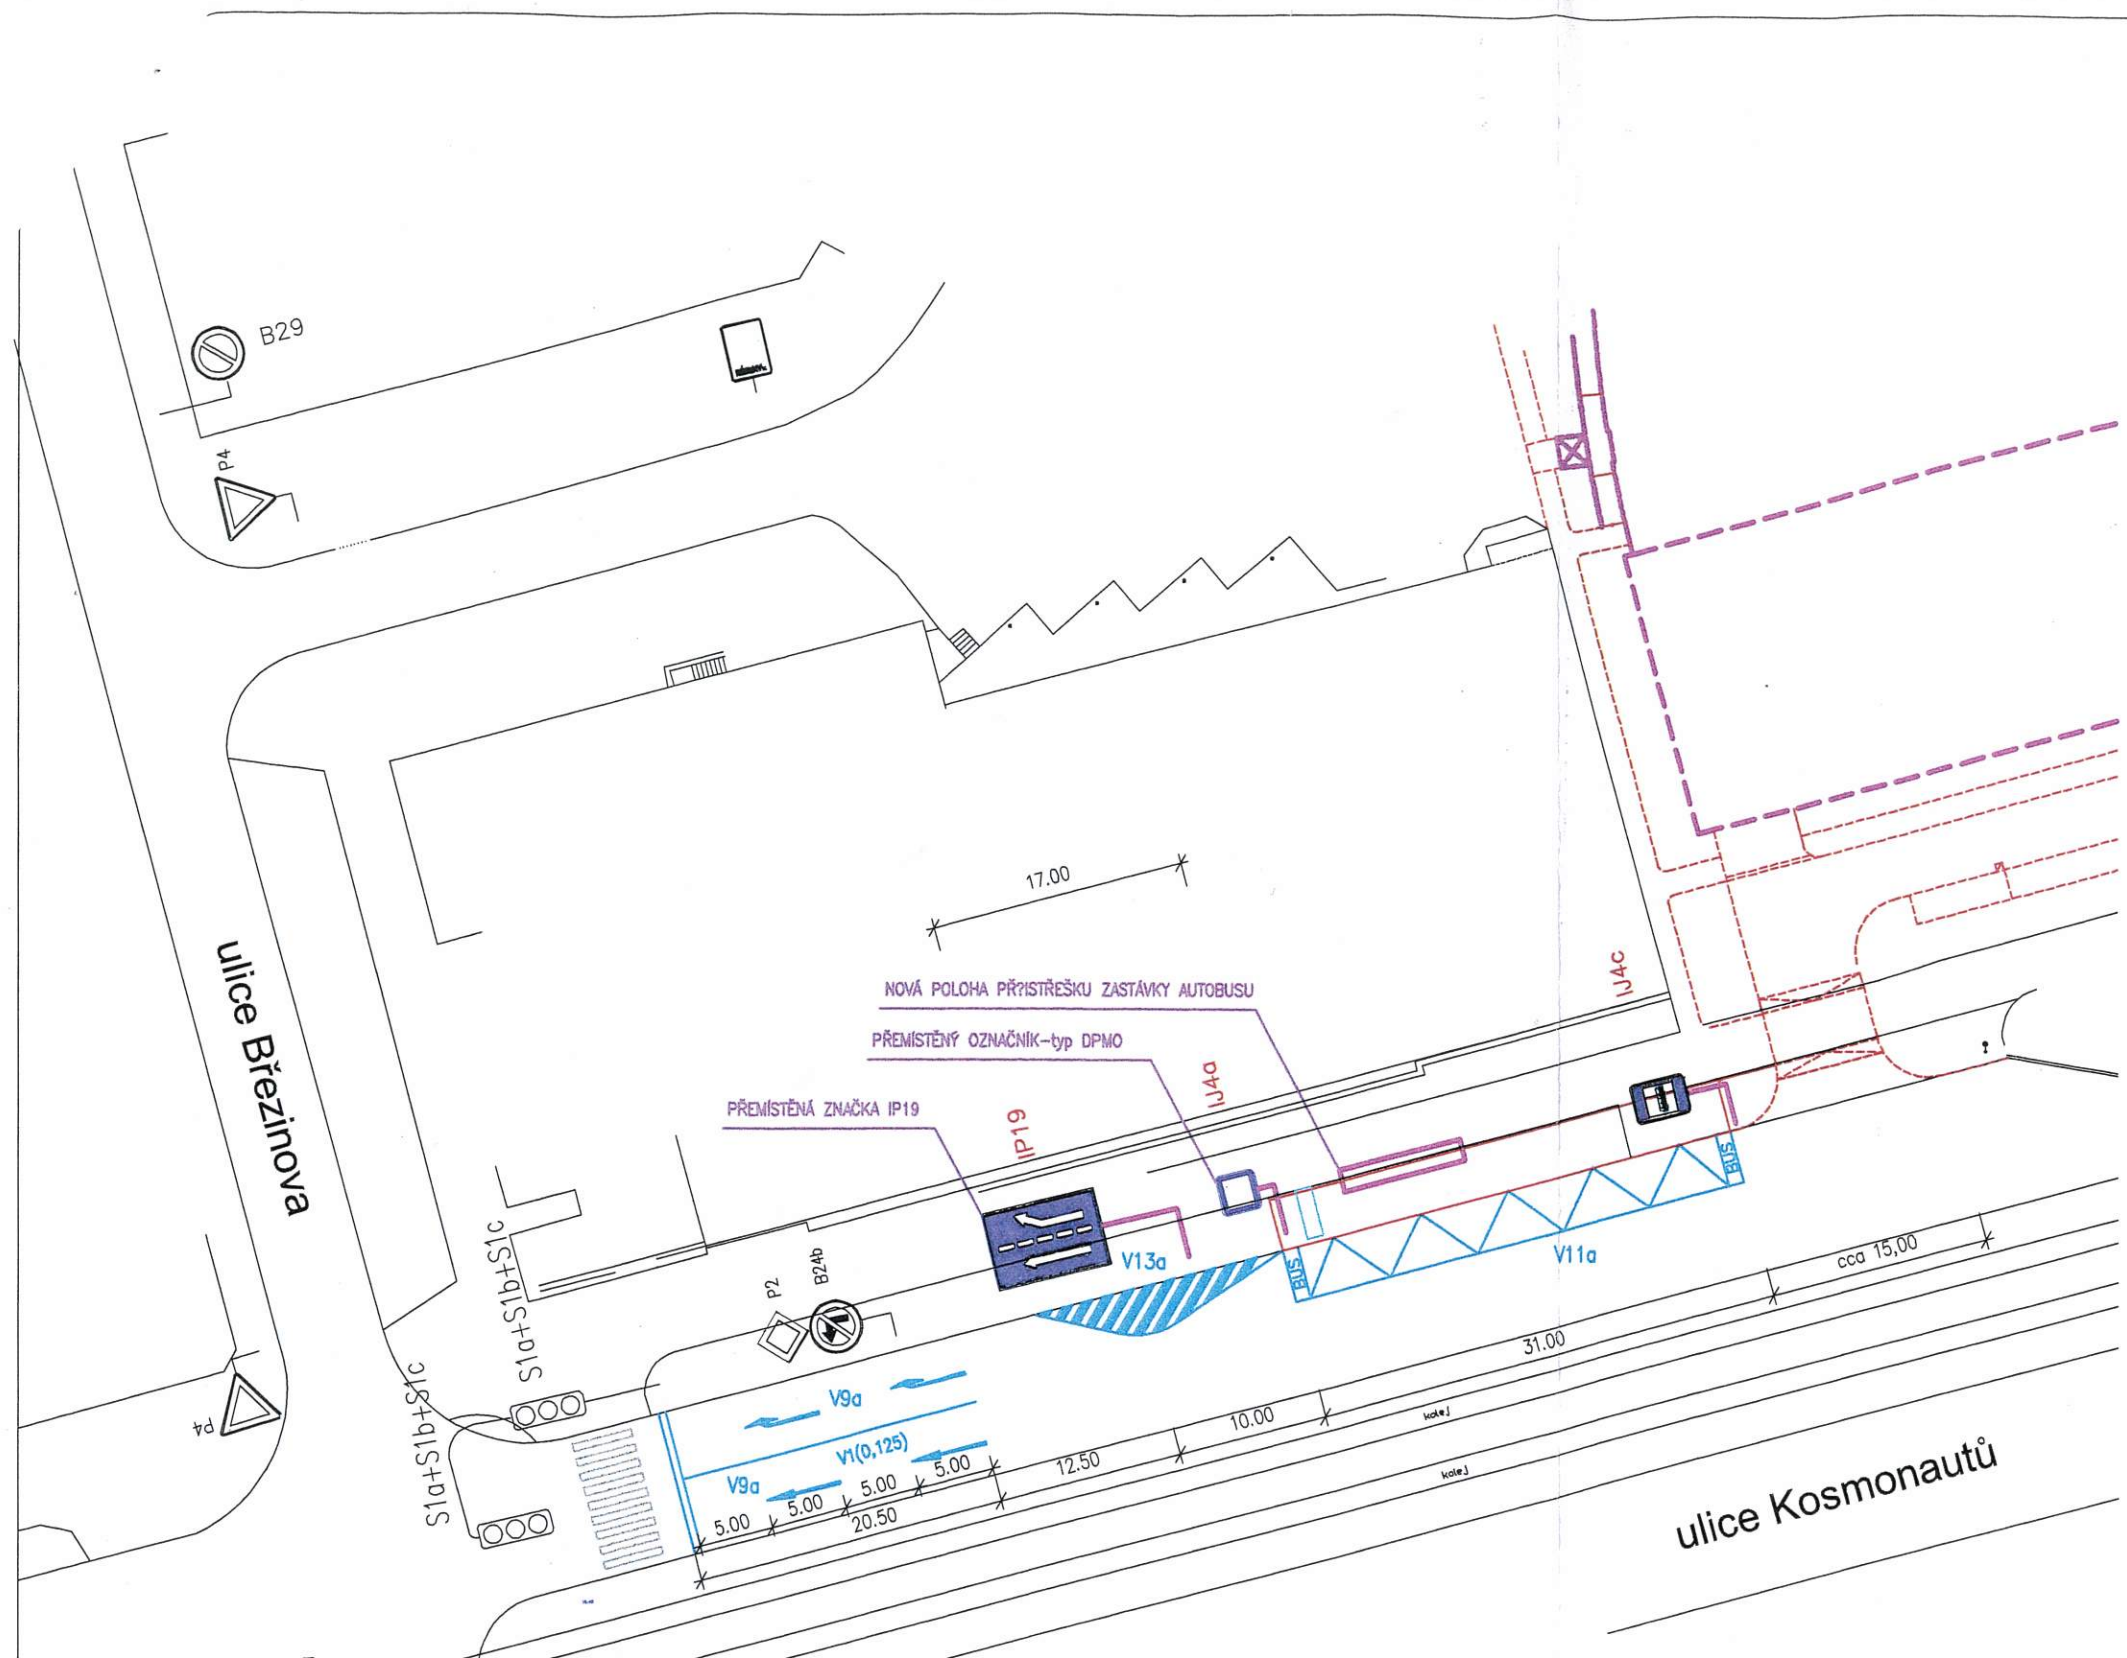 B29
P4
17.00
NOVÁ POLOHA PŘ?ISTŘEŠKU ZASTÁVKY AUTOBUSU
PŘEMÍSTĚNÝ OZNAČNÍK-typ DPMO
PŘEMÍSTĚNÁ ZNAČKA IP19
IP19
IJ4a
IJ4c
ulice Březinova
S1a+S1b+S1c
S1a+S1b+S1c
P2
B24b
V13a
BUS
BUS
V11a
cca 15,00
31.00
10.00
12.50
20.50
5.00
5.00
5.00
5.00
V9a
V1(0,125)
V9a
P4
kolej
kolej
ulice Kosmonautů